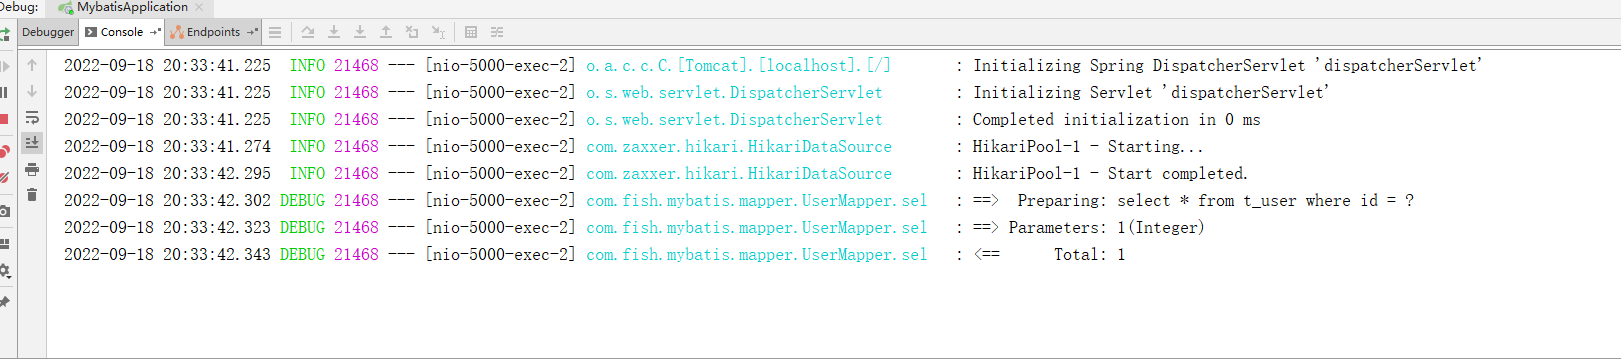 Debug: MybatisApplication
Debugger Console Endpoints
2022-09-18 20:33:41.225  INFO 21468 --- [nio-5000-exec-2] o.a.c.c.C.[Tomcat].[localhost].[/]       : Initializing Spring DispatcherServlet 'dispatcherServlet'
2022-09-18 20:33:41.225  INFO 21468 --- [nio-5000-exec-2] o.s.web.servlet.DispatcherServlet        : Initializing Servlet 'dispatcherServlet'
2022-09-18 20:33:41.225  INFO 21468 --- [nio-5000-exec-2] o.s.web.servlet.DispatcherServlet        : Completed initialization in 0 ms
2022-09-18 20:33:41.274  INFO 21468 --- [nio-5000-exec-2] com.zaxxer.hikari.HikariDataSource       : HikariPool-1 - Starting...
2022-09-18 20:33:42.295  INFO 21468 --- [nio-5000-exec-2] com.zaxxer.hikari.HikariDataSource       : HikariPool-1 - Start completed.
2022-09-18 20:33:42.302 DEBUG 21468 --- [nio-5000-exec-2] com.fish.mybatis.mapper.UserMapper.sel   : ==>  Preparing: select * from t_user where id = ?
2022-09-18 20:33:42.323 DEBUG 21468 --- [nio-5000-exec-2] com.fish.mybatis.mapper.UserMapper.sel   : ==> Parameters: 1(Integer)
2022-09-18 20:33:42.343 DEBUG 21468 --- [nio-5000-exec-2] com.fish.mybatis.mapper.UserMapper.sel   : <==      Total: 1